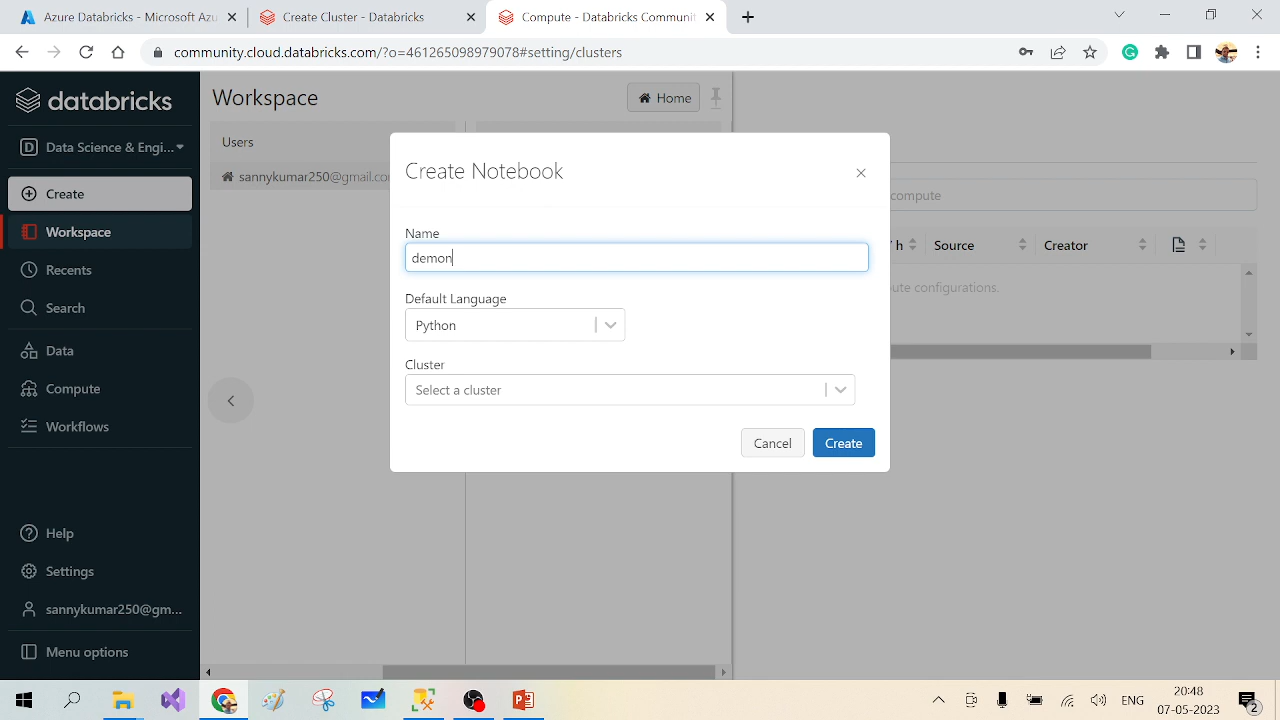 Azure Databricks - Microsoft Azu
Create Cluster - Databricks
Compute - Databricks Communit
community.cloud.databricks.com/?o=461265098979078#setting/clusters
databricks
D Data Science & Engi...
Create
Workspace
Recents
Search
Data
Compute
Workflows
Help
Settings
sannykumar250@gm...
Menu options
Workspace
Home
Users
sannykumar250@gmail.co
Create Notebook
Name
demon
Default Language
Python
Cluster
Select a cluster
Cancel
Create
compute
Source
Creator
ute configurations.
ENG
20:48
07-05-2023
2